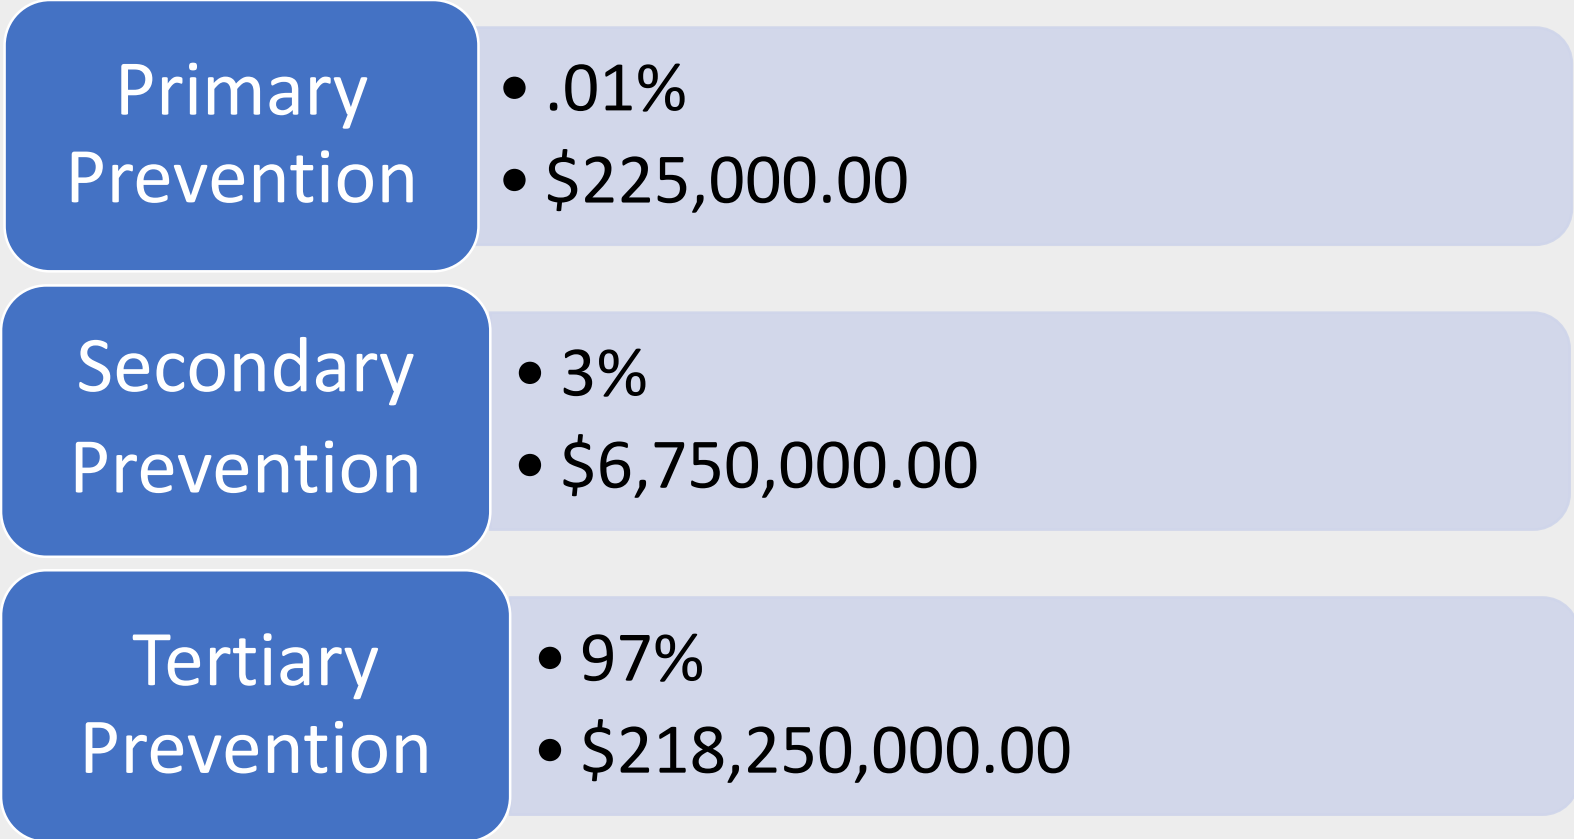 Primary
Prevention
• .01%
• $225,000.00
Secondary
Prevention
• 3%
• $6,750,000.00
Tertiary
Prevention
• 97%
• $218,250,000.00